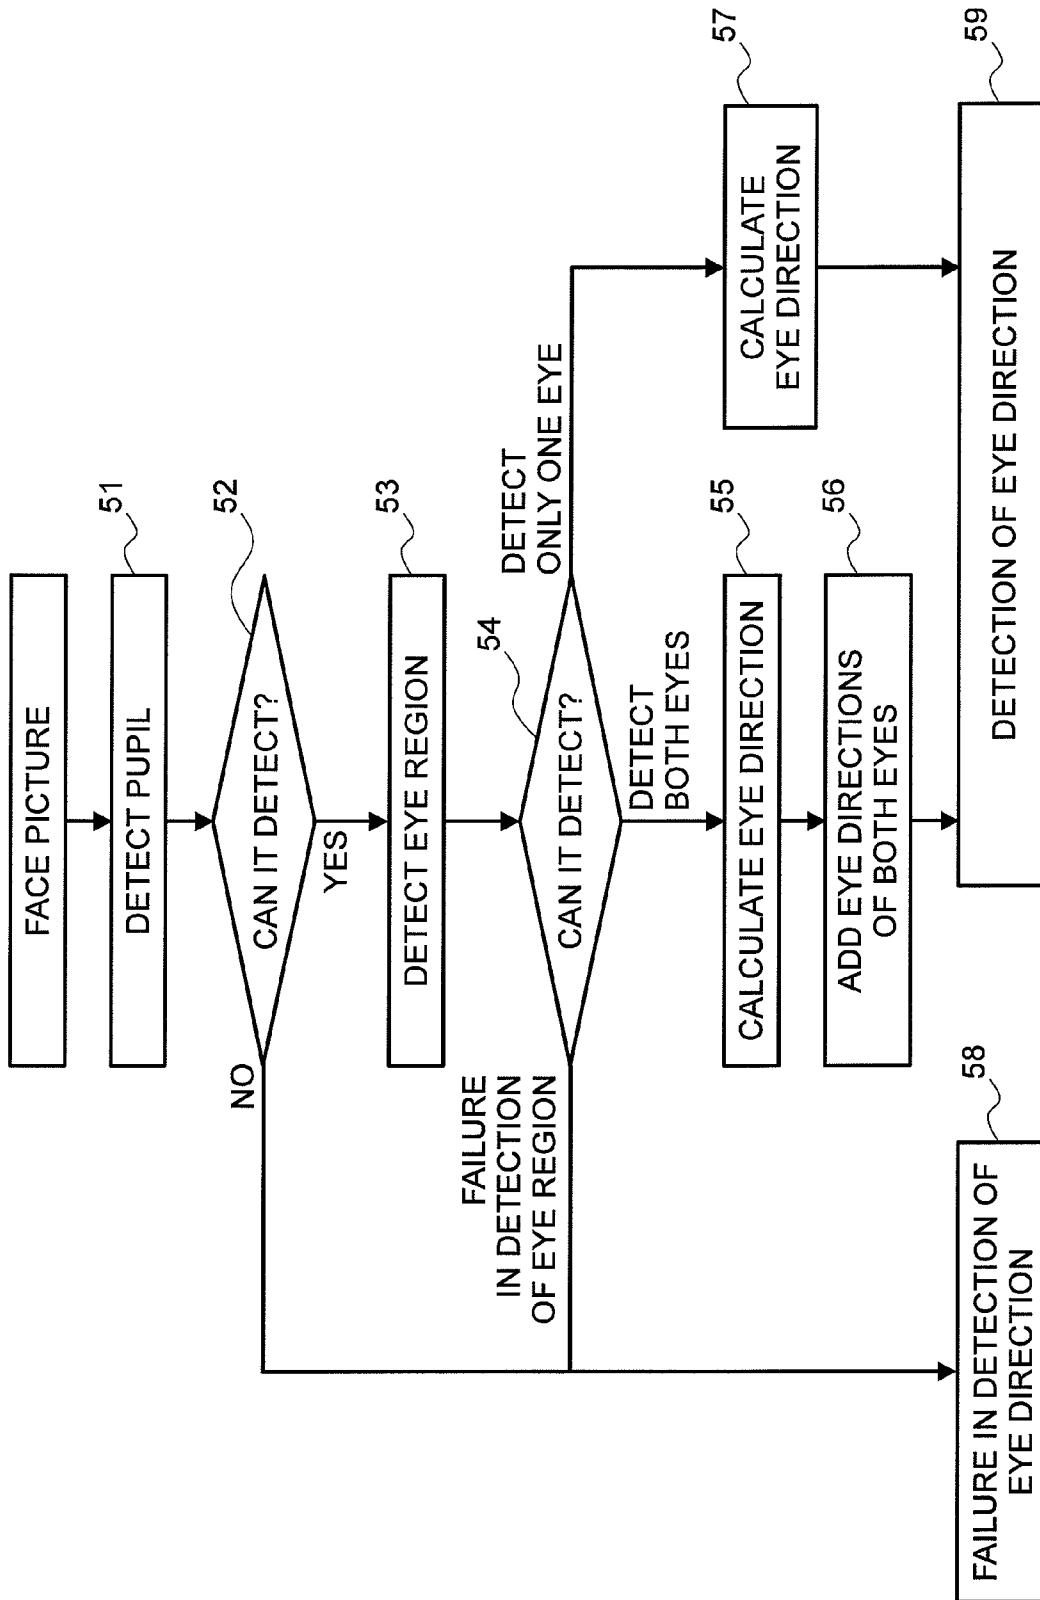 FACE PICTURE
DETECT PUPIL
51
CAN IT DETECT?
52
NO
YES
DETECT EYE REGION
53
CAN IT DETECT?
54
FAILURE
IN DETECTION
OF EYE REGION
DETECT
BOTH EYES
DETECT
ONLY ONE EYE
CALCULATE EYE DIRECTION
55
ADD EYE DIRECTIONS
OF BOTH EYES
56
CALCULATE
EYE DIRECTION
57
FAILURE IN DETECTION OF
EYE DIRECTION
58
DETECTION OF EYE DIRECTION
59